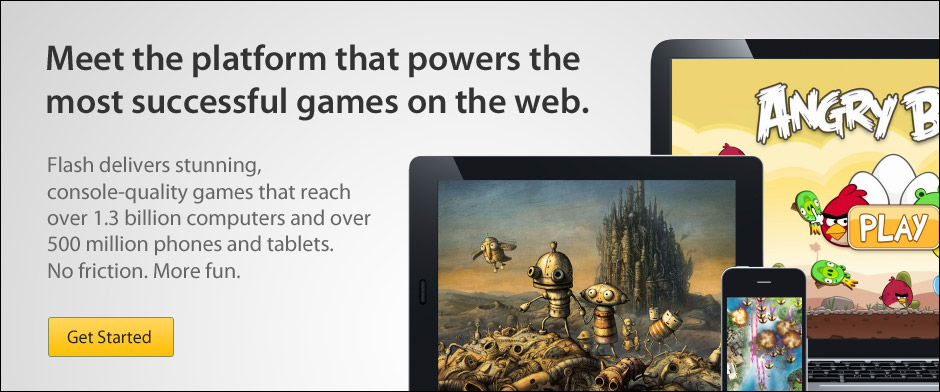 Meet the platform that powers the
most successful games on the web.
Flash delivers stunning,
console-quality games that reach
over 1.3 billion computers and over
500 million phones and tablets.
No friction. More fun.
Get Started
ANGRY B
PLAY